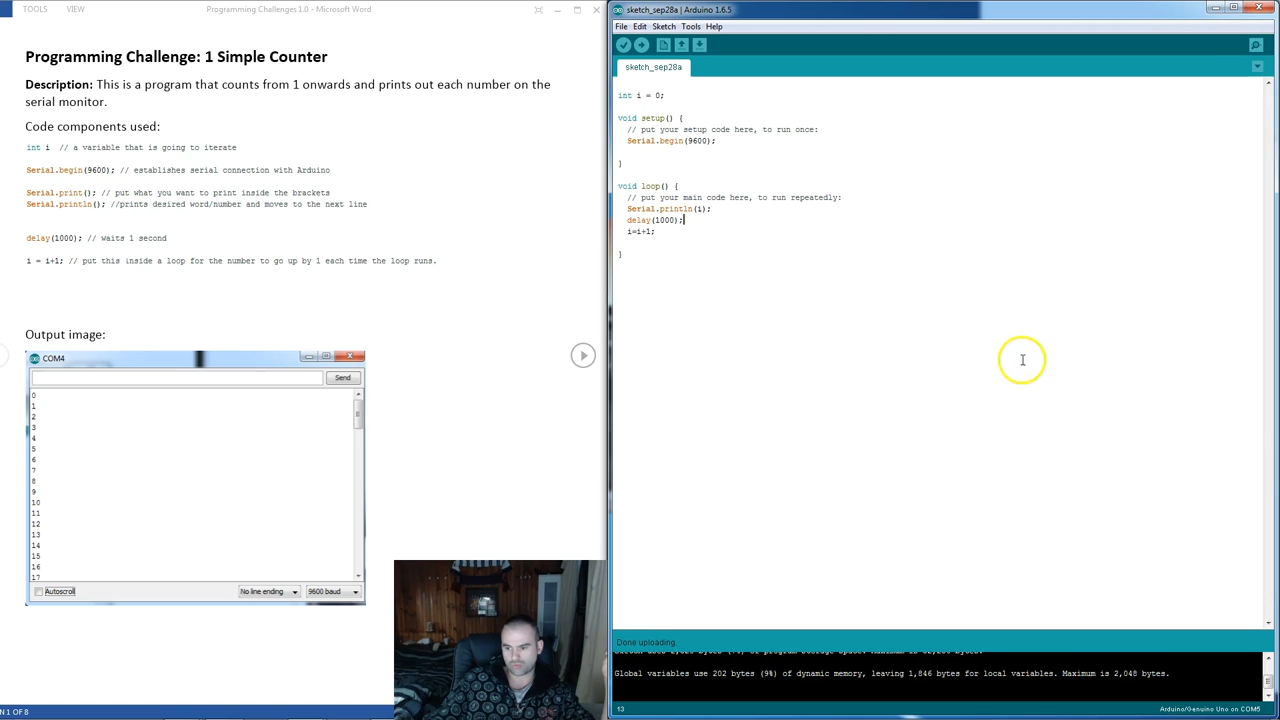 TOOLS VIEW Programming Challenges 1.0 - Microsoft Word
Programming Challenge: 1 Simple Counter
Description: This is a program that counts from 1 onwards and prints out each number on the
serial monitor.
Code components used:
int i // a variable that is going to iterate
Serial.begin(9600); // establishes serial connection with Arduino
Serial.print(); // put what you want to print inside the brackets
Serial.println(); //prints desired word/number and moves to the next line
delay(1000); // waits 1 second
i = i+1; // put this inside a loop for the number to go up by 1 each time the loop runs.
Output image:
COM4
Send
0
1
2
3
4
5
6
7
8
9
10
11
12
13
14
15
16
17
Autoscroll No line ending 9600 baud
N 1 OF 8
sketch_sep28a | Arduino 1.6.5
File Edit Sketch Tools Help
sketch_sep28a
int i = 0;
void setup() {
// put your setup code here, to run once:
Serial.begin(9600);
}
void loop() {
// put your main code here, to run repeatedly:
Serial.println(i);
delay(1000);
i=i+1;
}
Done uploading.
Global variables use 202 bytes (9%) of dynamic memory, leaving 1,846 bytes for local variables. Maximum is 2,048 bytes.
13 Arduino/Genuino Uno on COM5